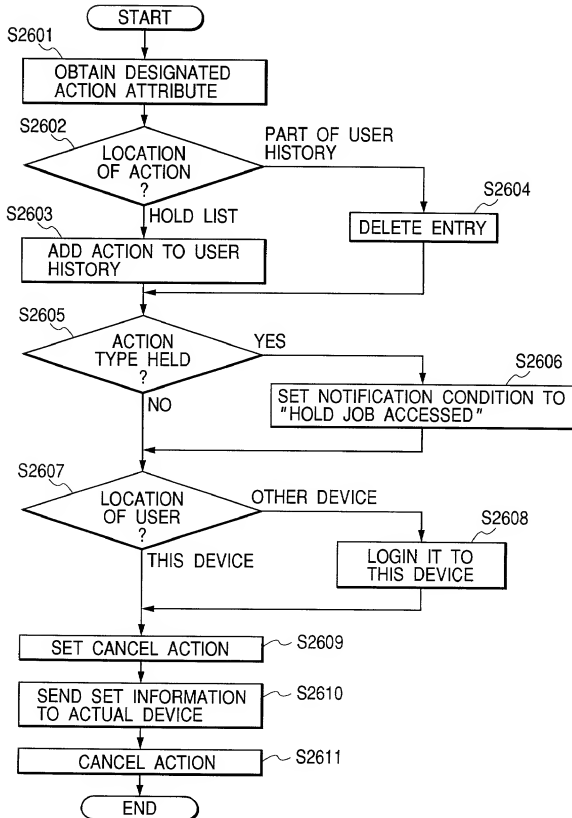 START
S2601
OBTAIN DESIGNATED
ACTION ATTRIBUTE
S2602
LOCATION
OF ACTION
?
PART OF USER
HISTORY
HOLD LIST
S2603
ADD ACTION TO USER
HISTORY
S2604
DELETE ENTRY
S2605
ACTION
TYPE HELD
?
YES
NO
S2606
SET NOTIFICATION CONDITION TO
"HOLD JOB ACCESSED"
S2607
LOCATION
OF USER
?
OTHER DEVICE
THIS DEVICE
S2608
LOGIN IT TO
THIS DEVICE
SET CANCEL ACTION
S2609
SEND SET INFORMATION
TO ACTUAL DEVICE
S2610
CANCEL ACTION
S2611
END